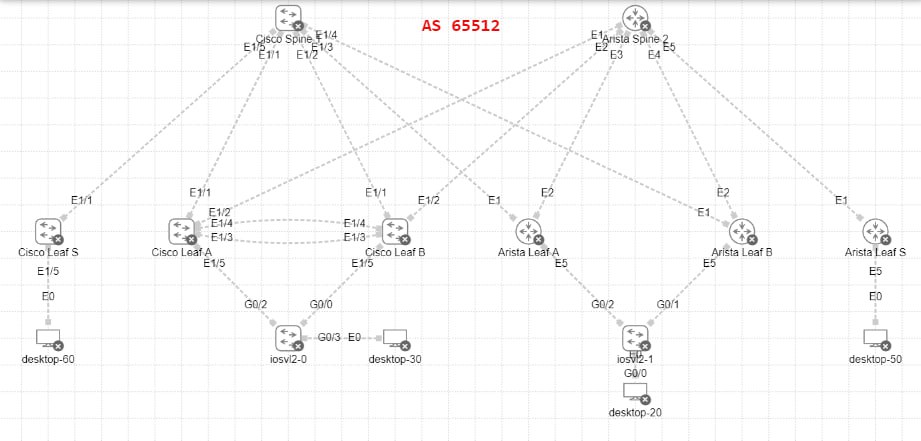 AS 65512
Cisco Spine 1
Arista Spine 2
E1/5
E1/1
E1/2
E1/3
E1/4
E1
E2
E3
E4
E5
E1/1
E1/1
E1/2
E1/4
E1/3
E1/1
E1/2
E1/4
E1/3
E1
E2
E2
E1
E1
Cisco Leaf S
Cisco Leaf A
Cisco Leaf B
Arista Leaf A
Arista Leaf B
Arista Leaf S
E1/5
E1/5
E1/5
E5
E5
E5
E0
G0/2
G0/0
G0/2
G0/1
E0
G0/3
E0
desktop-60
iosvl2-0
desktop-30
iosvl2-1
desktop-50
E0
G0/0
desktop-20